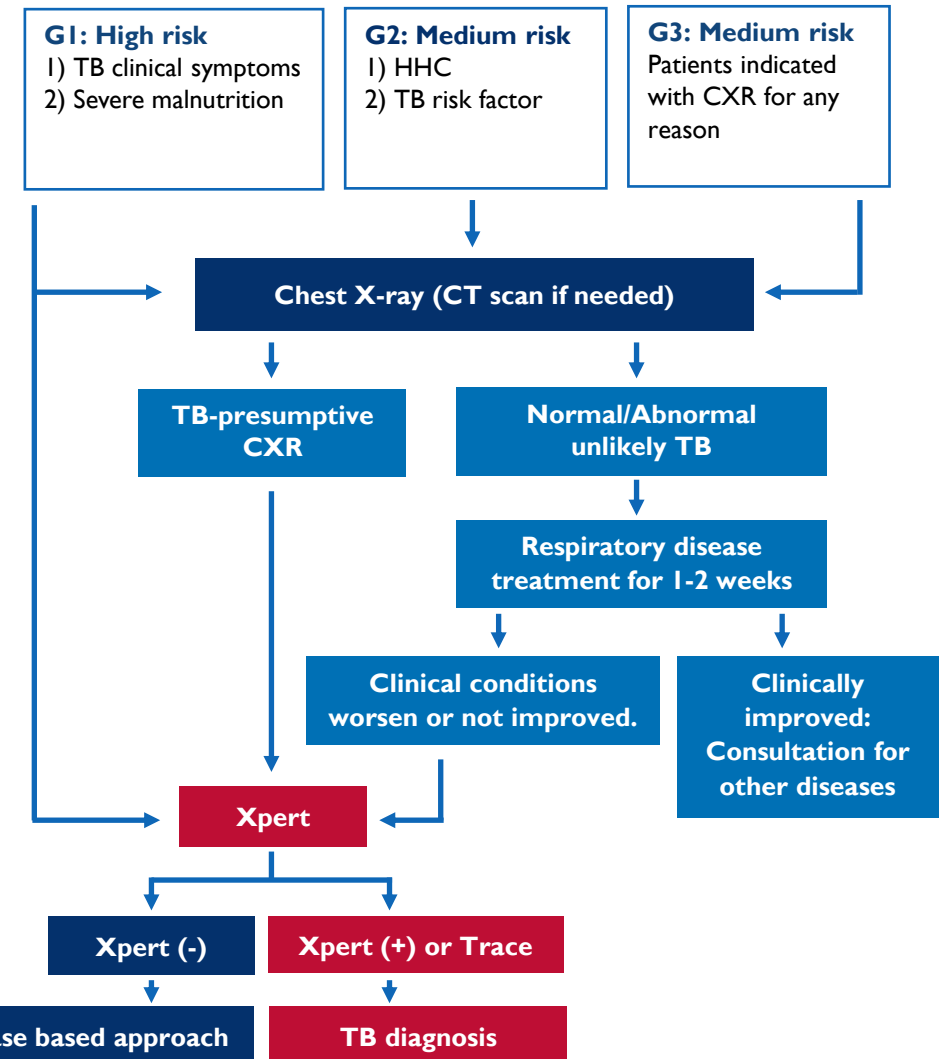 G1: High risk
1) TB clinical symptoms
2) Severe malnutrition
G2: Medium risk
1) HHC
2) TB risk factor
G3: Medium risk
Patients indicated
with CXR for any
reason
Chest X-ray (CT scan if needed)
TB-presumptive
CXR
Normal/Abnormal
unlikely TB
Respiratory disease
treatment for 1-2 weeks
Clinical conditions
worsen or not improved.
Clinically
improved:
Consultation for
other diseases
Xpert
Xpert (-)
Xpert (+) or Trace
based approach
TB diagnosis